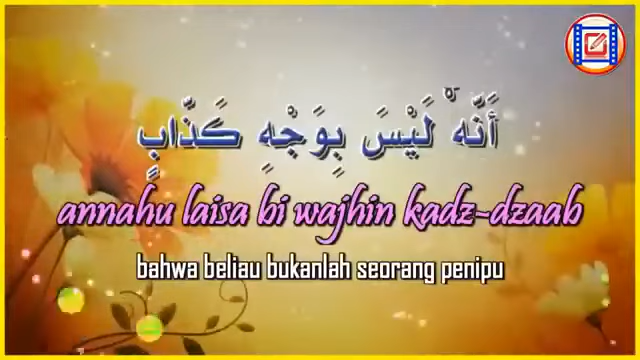 أَنَّهُ لَيْسَ بِوَجْهِ كَذَّابٍ
annahu laisa bi wajhin kadz-dzaab
bahwa beliau bukanlah seorang penipu